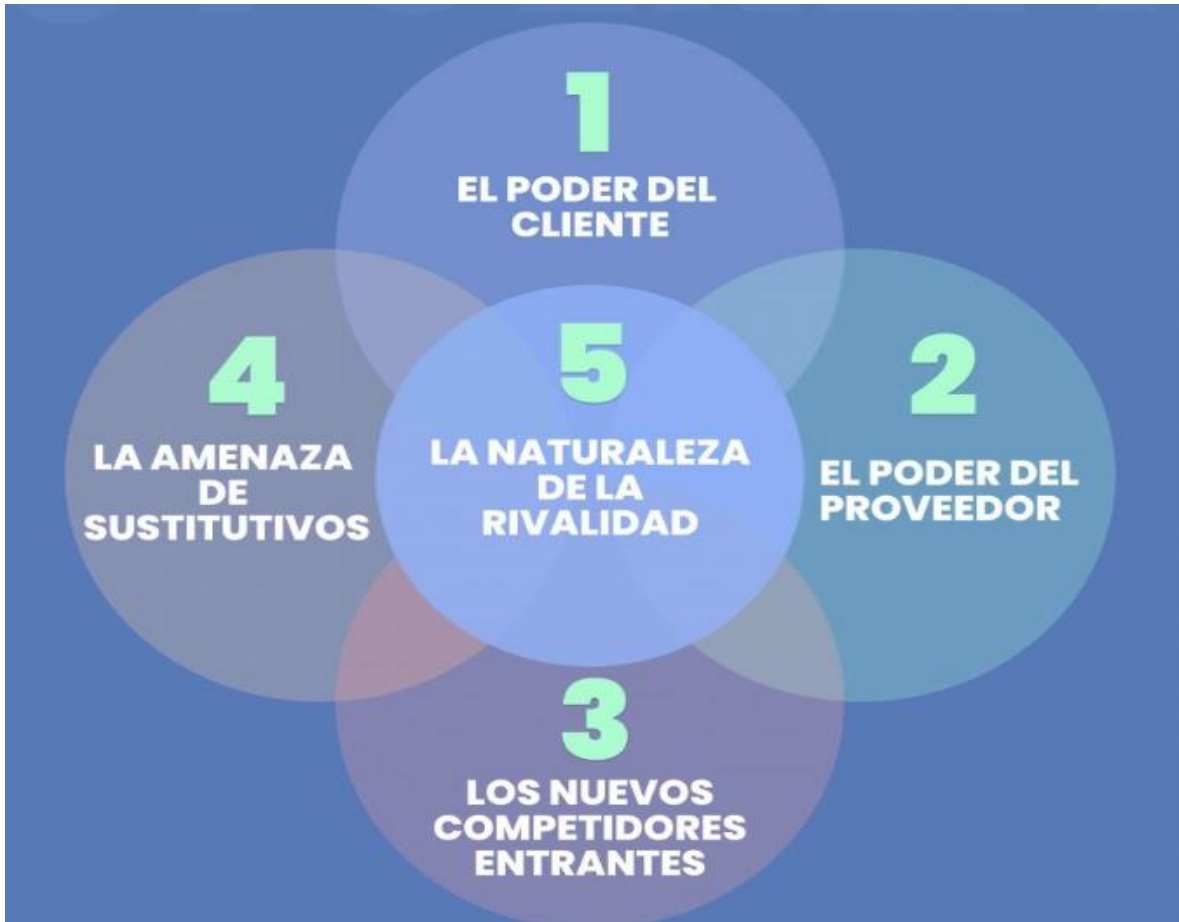 1
EL PODER DEL
CLIENTE
4
LA AMENAZA
DE
SUSTITUTIVOS
5
LA NATURALEZA
DE LA
RIVALIDAD
2
EL PODER DEL
PROVEEDOR
3
LOS NUEVOS
COMPETIDORES
ENTRANTES